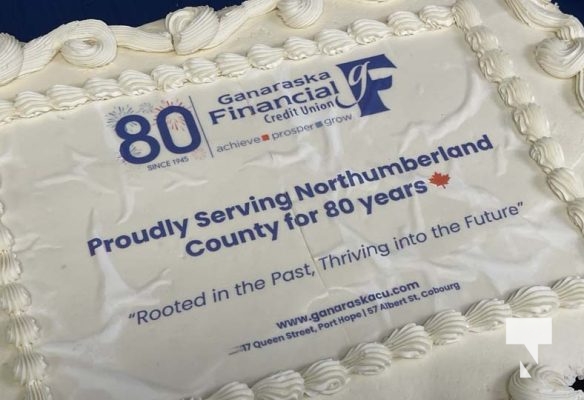 80
SINCE 1945
Ganaraska
Financial
Credit Union
gF
achieve prosper grow
Proudly Serving Northumberland
County for 80 years
"Rooted in the Past, Thriving into the Future"
www.ganaraskacu.com
17 Queen Street, Port Hope | 57 Albert St, Cobourg